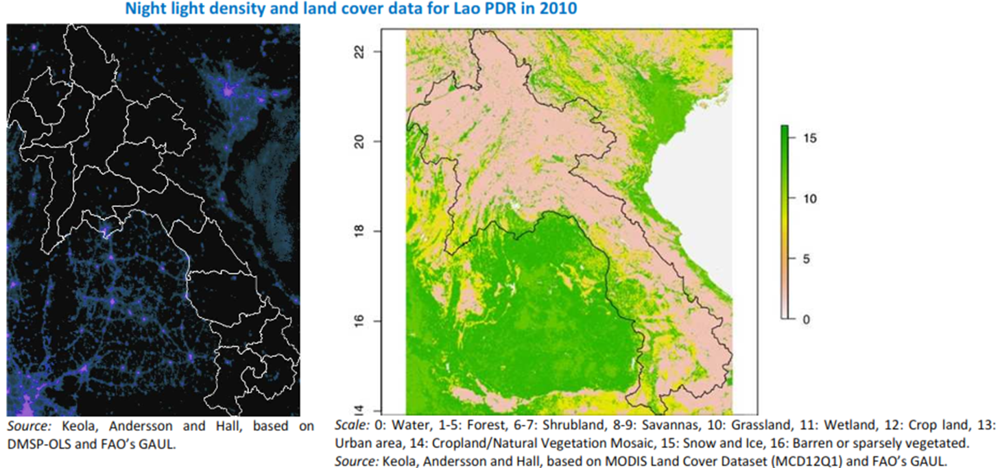 Night light density and land cover data for Lao PDR in 2010
22
20
18
16
14
15
10
5
0
Source: Keola, Andersson and Hall, based on
DMSP-OLS and FAO's GAUL.
Scale: 0: Water, 1-5: Forest, 6-7: Shrubland, 8-9: Savannas, 10: Grassland, 11: Wetland, 12: Crop land, 13:
Urban area, 14: Cropland/Natural Vegetation Mosaic, 15: Snow and Ice, 16: Barren or sparsely vegetated.
Source: Keola, Andersson and Hall, based on MODIS Land Cover Dataset (MCD12Q1) and FAO's GAUL.